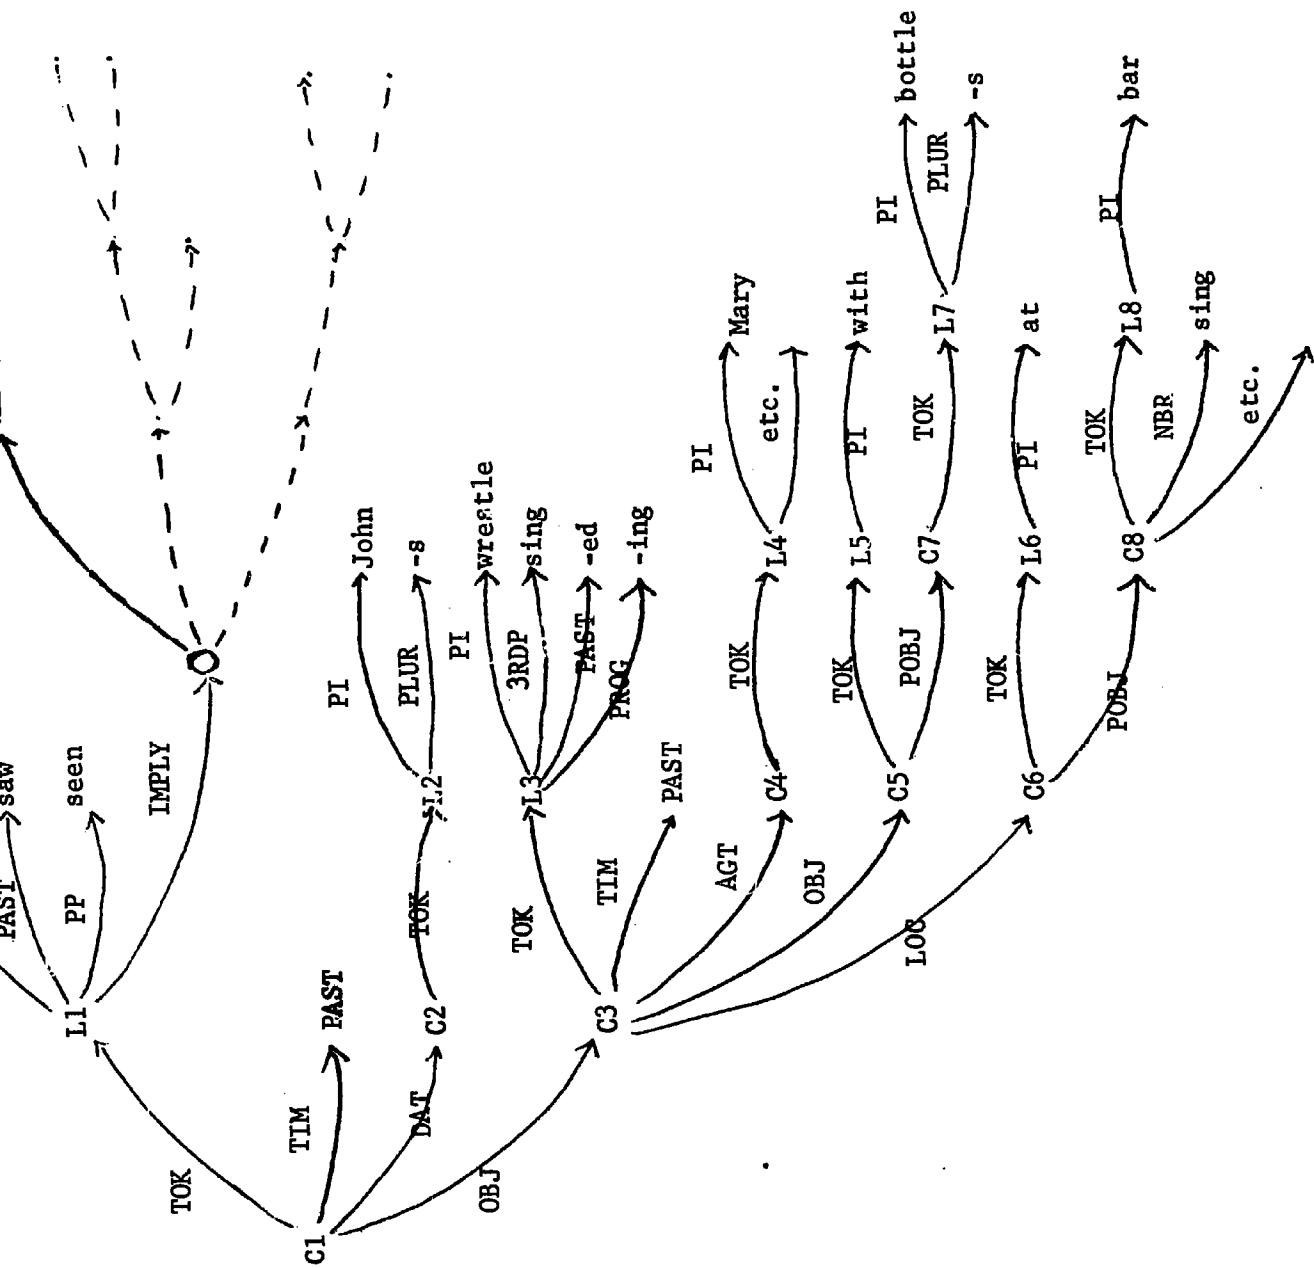 bottle
PI
PLUR
-s
bar
PI
Mary
PI
etc.
with
PI
L7
TOK
at
PI
L8
TOK
sing
NBR
etc.
John
PI
-s
PLUR
wrestle
PI
sing
3RDP
-ed
PAST
-ing
PROG
L4
TOK
L5
TOK
C7
POBJ
L6
TOK
C8
POBJ
saw
PAST
seen
PP
IMPLY
L2
TOK
L3
TOK
PAST
TIM
C4
AGT
C5
OBJ
C6
LOC
L1
TOK
PAST
TIM
C2
DAT
C3
OBJ
C1